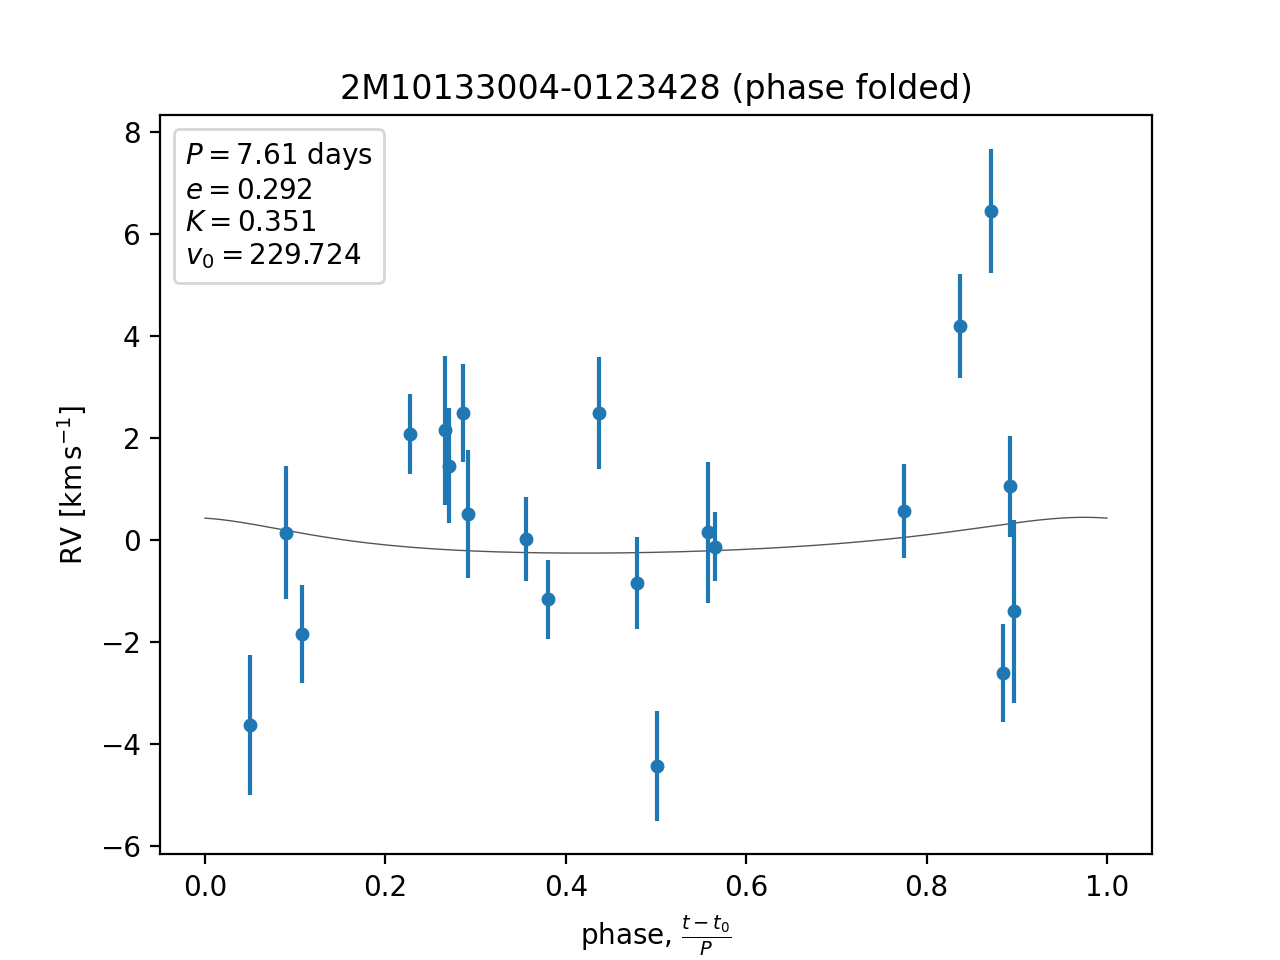 2M10133004-0123428 (phase folded)
P = 7.61 days
e = 0.292
K = 0.351
v₀ = 229.724
8
6
4
2
0
−2
−4
−6
RV [km s⁻¹]
0.0 0.2 0.4 0.6 0.8 1.0
phase, (t − t₀)/P